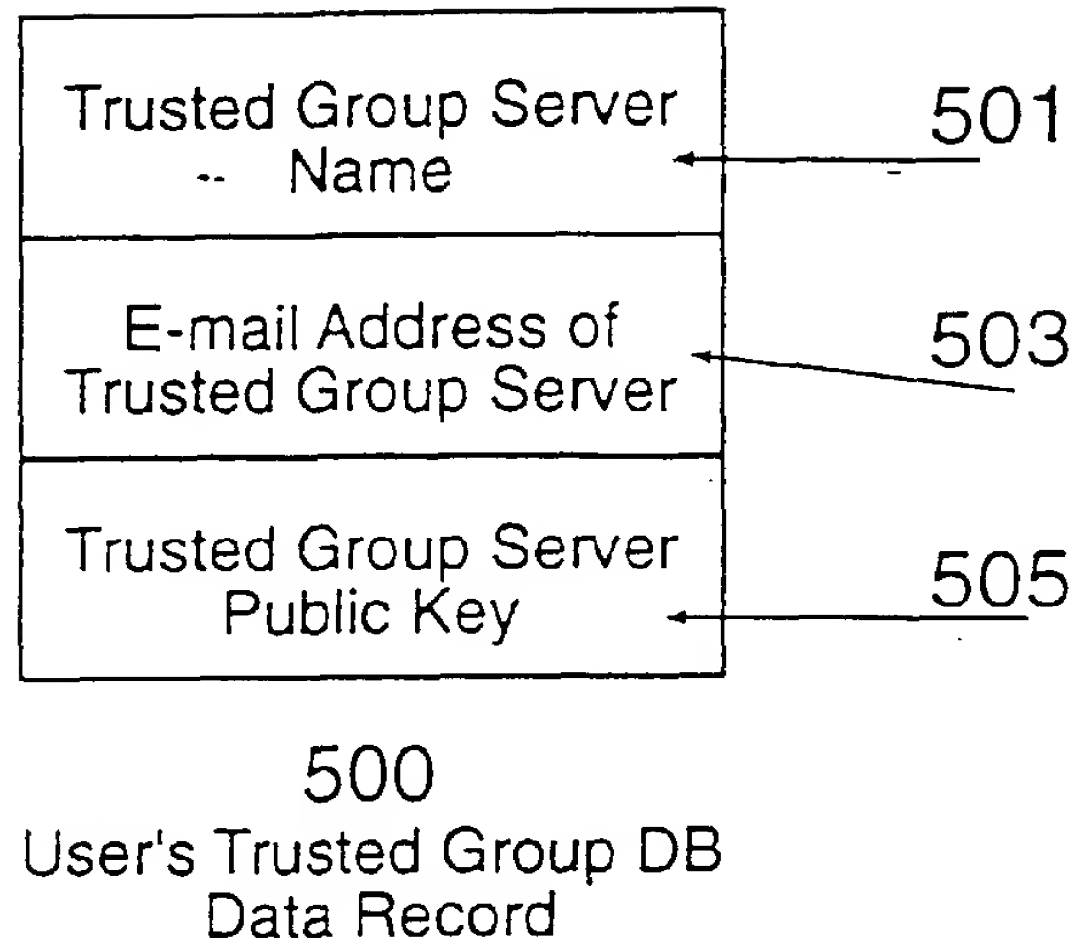 Trusted Group Server
Name
501
E-mail Address of
Trusted Group Server
503
Trusted Group Server
Public Key
505
500
User's Trusted Group DB
Data Record